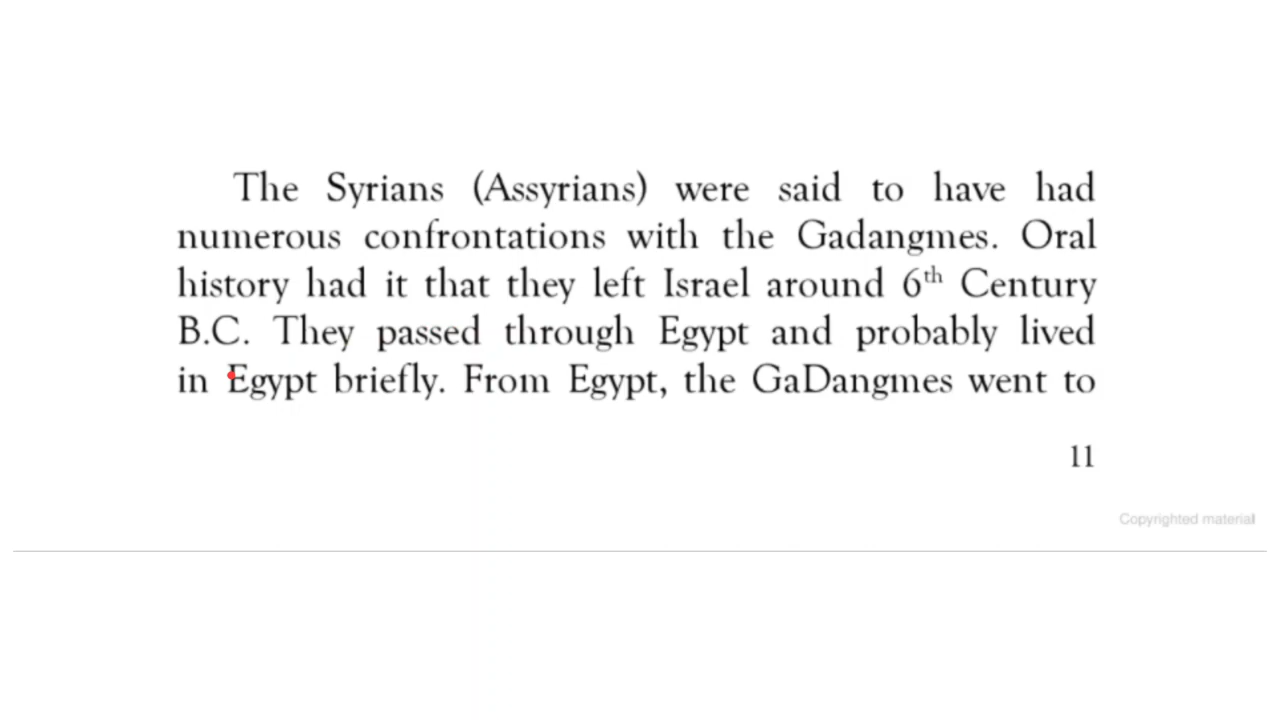 The Syrians (Assyrians) were said to have had
numerous confrontations with the Gadangmes. Oral
history had it that they left Israel around 6th Century
B.C. They passed through Egypt and probably lived
in Egypt briefly. From Egypt, the GaDangmes went to
11
Copyrighted material